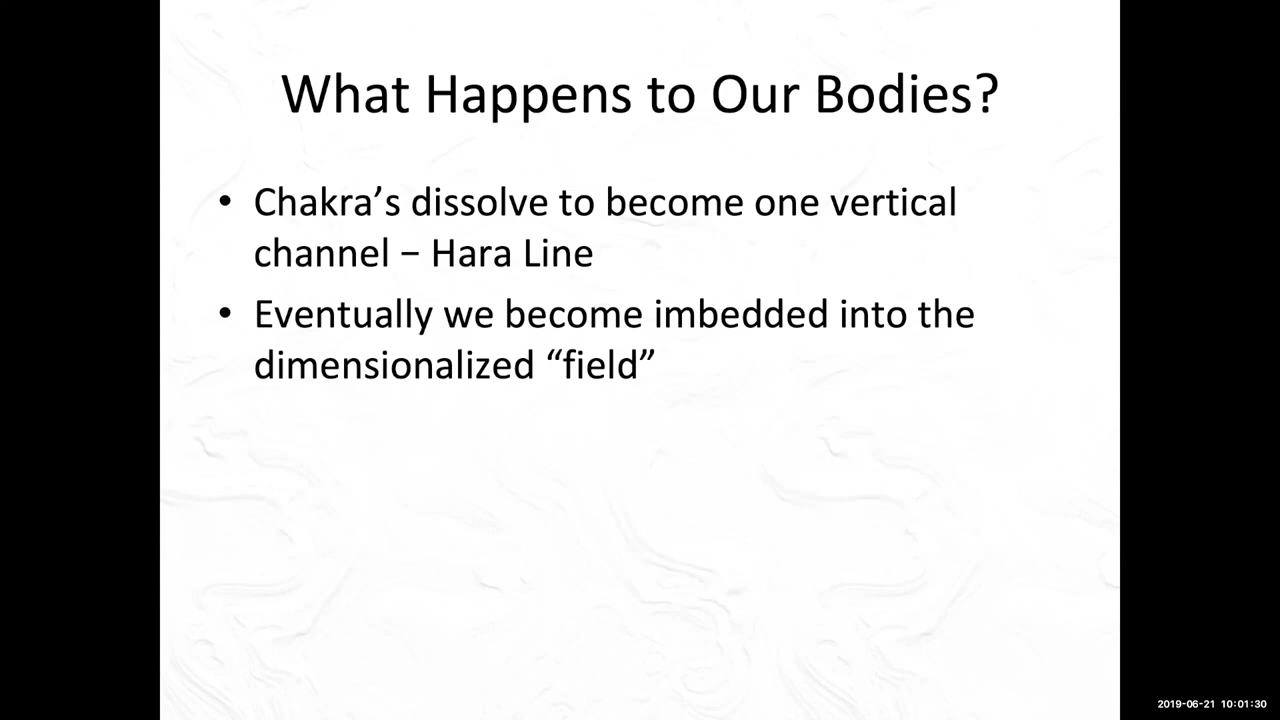 What Happens to Our Bodies?
• Chakra’s dissolve to become one vertical
channel – Hara Line
• Eventually we become imbedded into the
dimensionalized “field”
2019-06-21 10:01:30